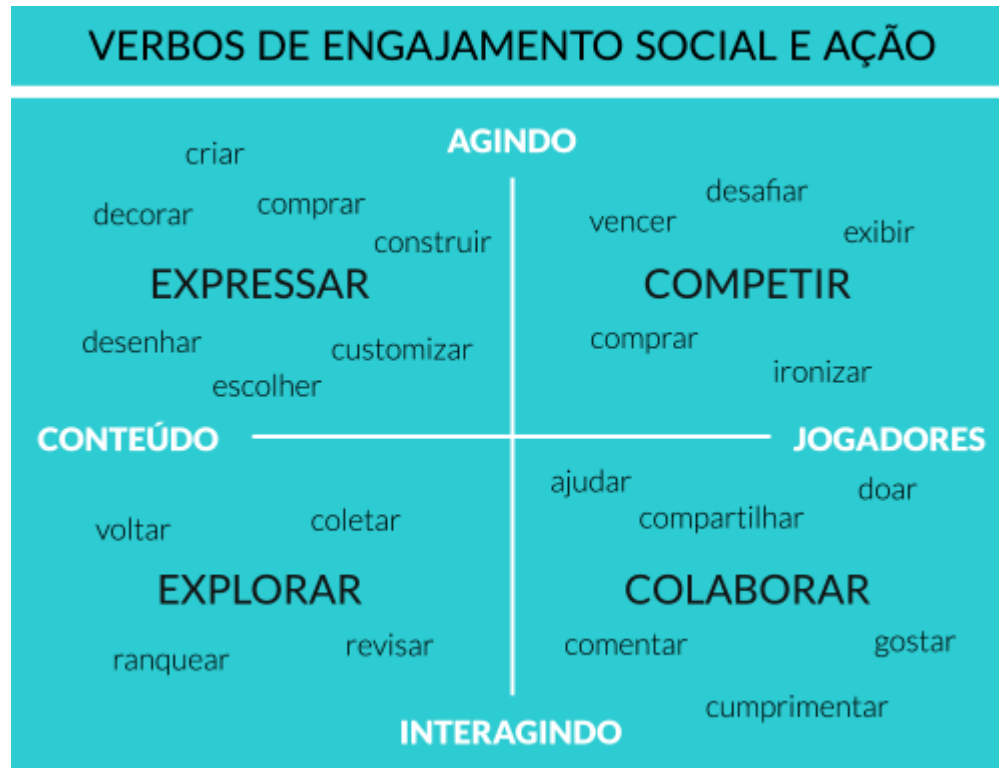 VERBOS DE ENGAJAMENTO SOCIAL E AÇÃO
AGINDO
criar
decorar
comprar
construir
EXPRESSAR
desenhar
customizar
escolher
desafiar
vencer
exibir
COMPETIR
comprar
ironizar
CONTEÚDO
JOGADORES
voltar
coletar
EXPLORAR
ranquear
revisar
ajudar
doar
compartilhar
COLABORAR
comentar
gostar
cumprimentar
INTERAGINDO